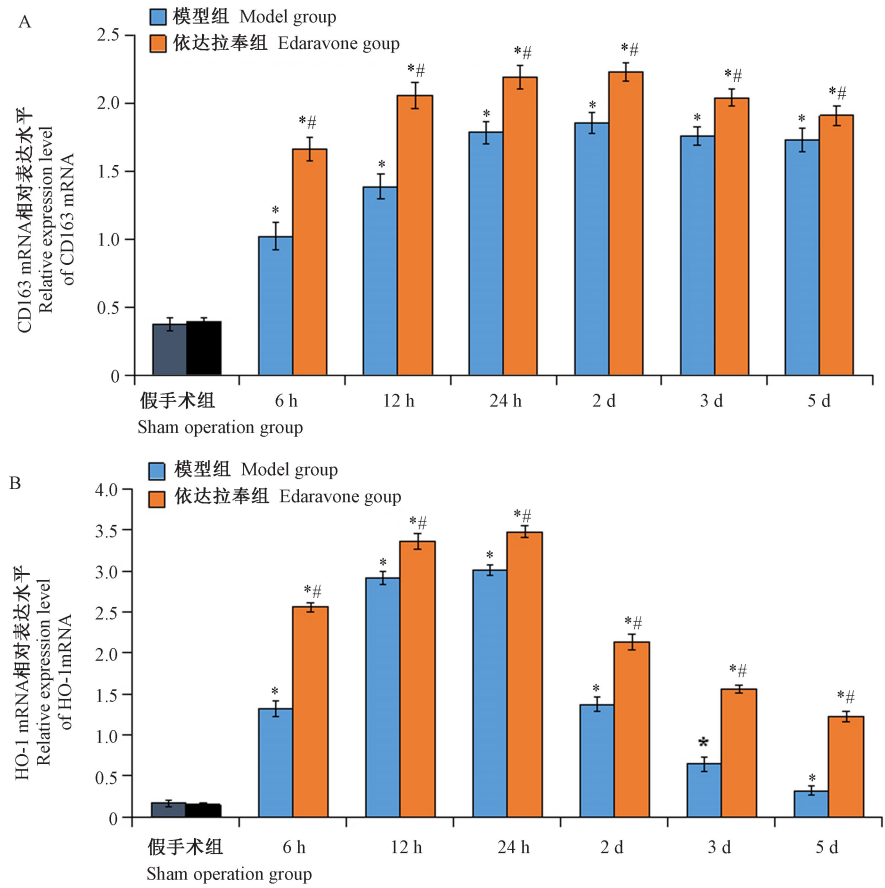 A
模型组 Model group
依达拉奉组 Edaravone goup
CD163 mRNA相对表达水平
Relative expression level
of CD163 mRNA
2.5
2.0
1.5
1.0
0.5
0
*
*#
*
*#
*
*#
*
*#
*
*#
*
*#
假手术组 6 h 12 h 24 h 2 d 3 d 5 d
Sham operation group
B
模型组 Model group
依达拉奉组 Edaravone goup
HO-1 mRNA相对表达水平
Relative expression level
of HO-1mRNA
4.0
3.5
3.0
2.5
2.0
1.5
1.0
0.5
0
*
*#
*
*#
*
*#
*
*#
*
*#
*
*#
假手术组 6 h 12 h 24 h 2 d 3 d 5 d
Sham operation group